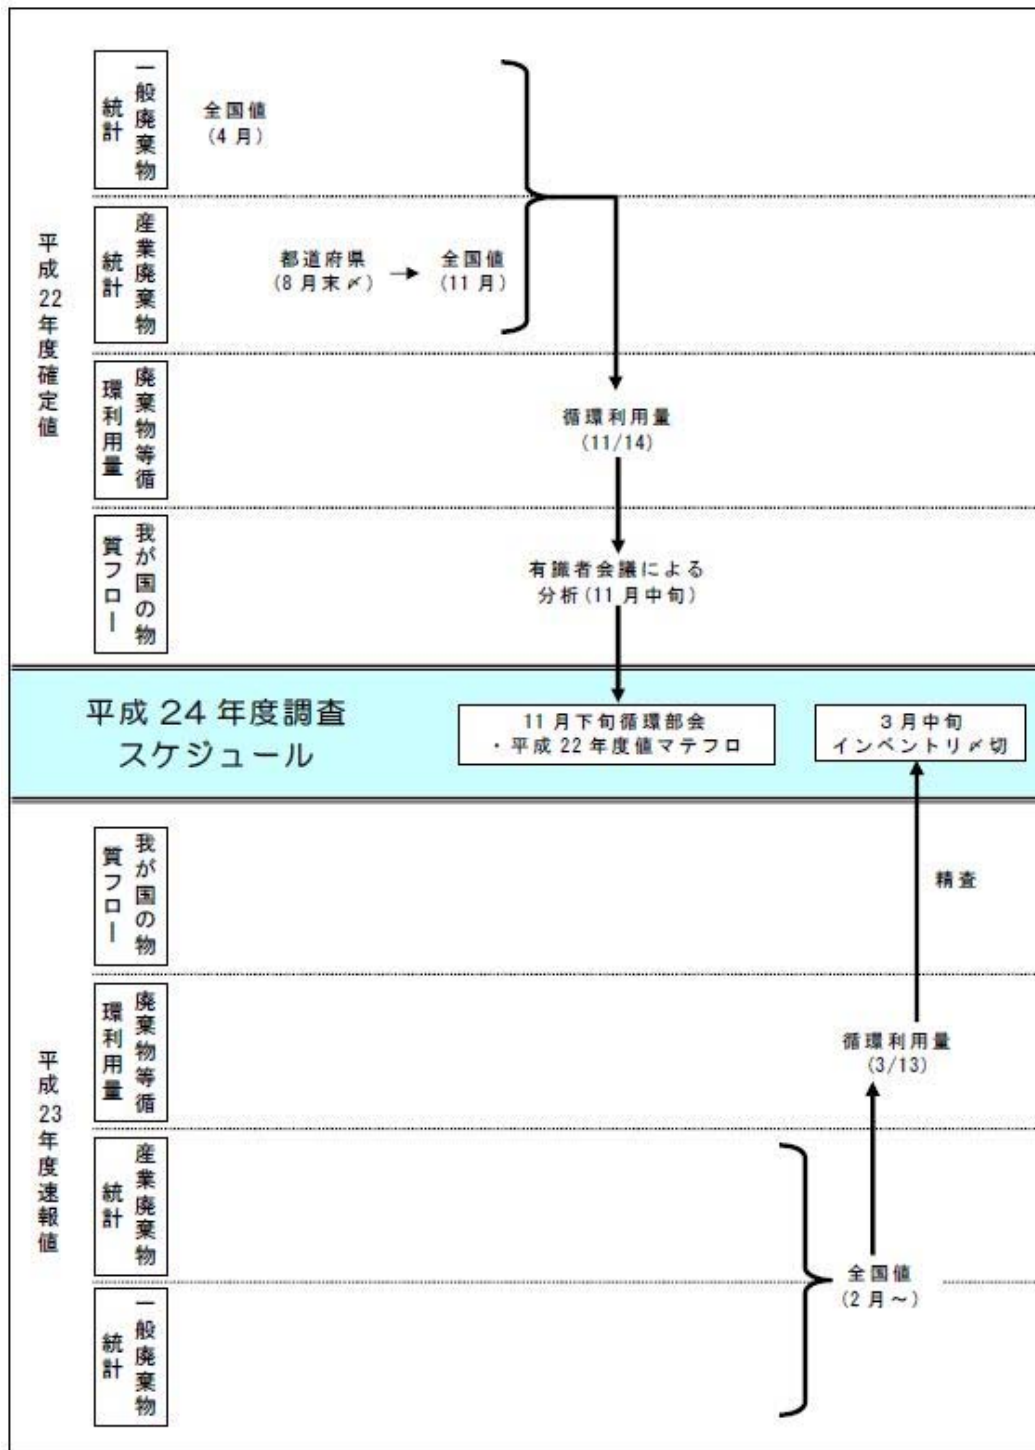 平成22年度確定値
一般廃棄物
統計
全国値
(4月)
産業廃棄物
統計
都道府県
(8月末〆)
→
全国値
(11月)
廃棄物等循
環利用量
循環利用量
(11/14)
我が国の物
質フロー
有識者会議による
分析(11月中旬)
平成24年度調査
スケジュール
11月下旬循環部会
・平成22年度値マテフロ
3月中旬
インベントリ〆切
平成23年度速報値
我が国の物
質フロー
精査
廃棄物等循
環利用量
循環利用量
(3/13)
産業廃棄物
統計
全国値
(2月～)
一般廃棄物
統計